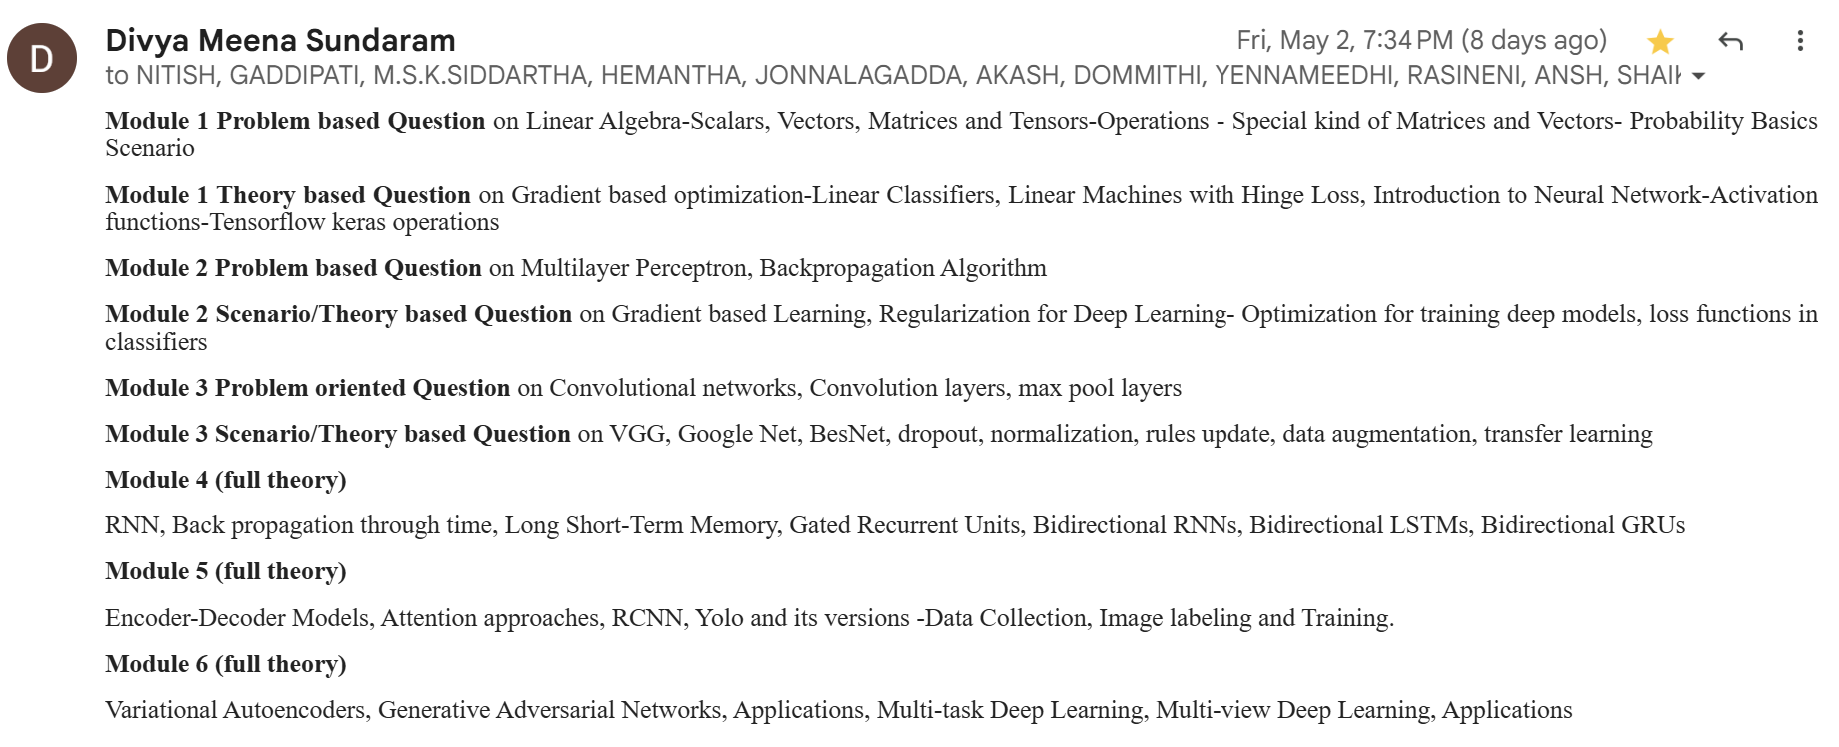 D
Divya Meena Sundaram
Fri, May 2, 7:34 PM (8 days ago)
to NITISH, GADDIPATI, M.S.K.SIDDARTHA, HEMANTHA, JONNALAGADDA, AKASH, DOMMITHI, YENNAMEEDHI, RASINENI, ANSH,
Module 1 Problem based Question on Linear Algebra-Scalars, Vectors, Matrices and Tensors-Operations - Special kind of Matrices and Vectors- Probability Basics
Scenario
Module 1 Theory based Question on Gradient based optimization-Linear Classifiers, Linear Machines with Hinge Loss, Introduction to Neural Network-Activation
functions-Tensorflow keras operations
Module 2 Problem based Question on Multilayer Perceptron, Backpropagation Algorithm
Module 2 Scenario/Theory based Question on Gradient based Learning, Regularization for Deep Learning- Optimization for training deep models, loss functions in
classifiers
Module 3 Problem oriented Question on Convolutional networks, Convolution layers, max pool layers
Module 3 Scenario/Theory based Question on VGG, Google Net, BesNet, dropout, normalization, rules update, data augmentation, transfer learning
Module 4 (full theory)
RNN, Back propagation through time, Long Short-Term Memory, Gated Recurrent Units, Bidirectional RNNs, Bidirectional LSTMs, Bidirectional GRUs
Module 5 (full theory)
Encoder-Decoder Models, Attention approaches, RCNN, Yolo and its versions -Data Collection, Image labeling and Training.
Module 6 (full theory)
Variational Autoencoders, Generative Adversarial Networks, Applications, Multi-task Deep Learning, Multi-view Deep Learning, Applications